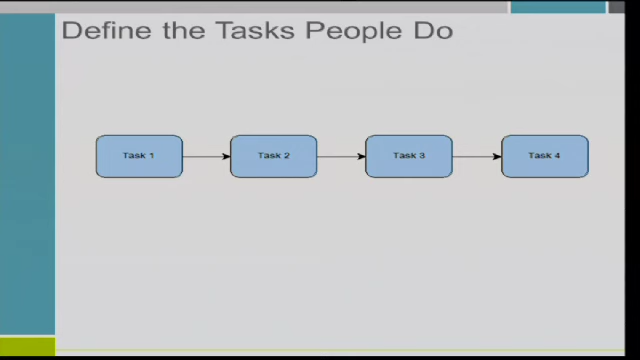 Define the Tasks People Do
Task 1
Task 2
Task 3
Task 4